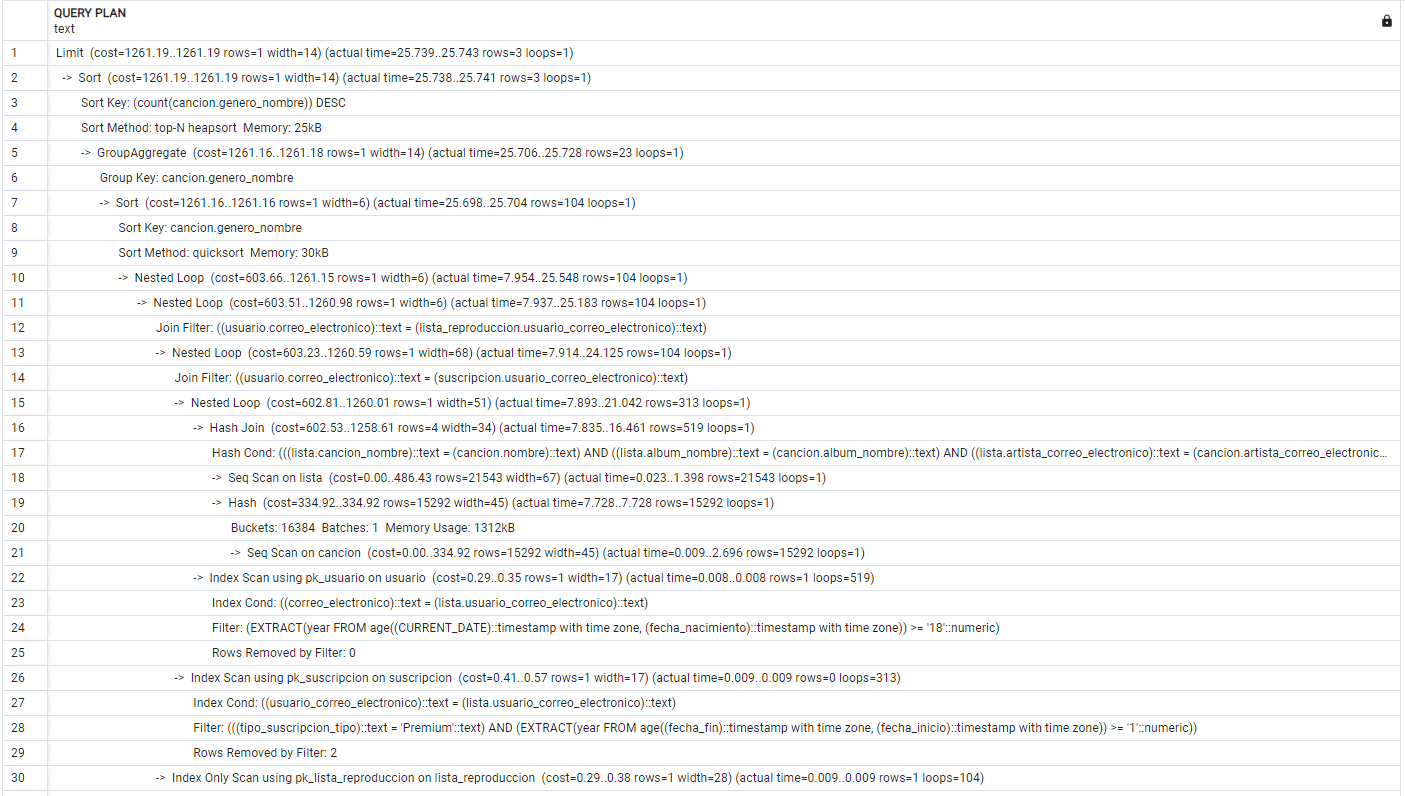 QUERY PLAN
text
1 Limit (cost=1261.19..1261.19 rows=1 width=14) (actual time=25.739..25.743 rows=3 loops=1)
2 -> Sort (cost=1261.19..1261.19 rows=1 width=14) (actual time=25.738..25.741 rows=3 loops=1)
3 Sort Key: (count(cancion.genero_nombre)) DESC
4 Sort Method: top-N heapsort Memory: 25kB
5 -> GroupAggregate (cost=1261.16..1261.18 rows=1 width=14) (actual time=25.706..25.728 rows=23 loops=1)
6 Group Key: cancion.genero_nombre
7 -> Sort (cost=1261.16..1261.16 rows=1 width=6) (actual time=25.698..25.704 rows=104 loops=1)
8 Sort Key: cancion.genero_nombre
9 Sort Method: quicksort Memory: 30kB
10 -> Nested Loop (cost=603.66..1261.15 rows=1 width=6) (actual time=7.954..25.548 rows=104 loops=1)
11 -> Nested Loop (cost=603.51..1260.98 rows=1 width=6) (actual time=7.937..25.183 rows=104 loops=1)
12 Join Filter: ((usuario.correo_electronico)::text = (lista_reproduccion.usuario_correo_electronico)::text)
13 -> Nested Loop (cost=603.23..1260.59 rows=1 width=68) (actual time=7.914..24.125 rows=104 loops=1)
14 Join Filter: ((usuario.correo_electronico)::text = (suscripcion.usuario_correo_electronico)::text)
15 -> Nested Loop (cost=602.81..1260.01 rows=1 width=51) (actual time=7.893..21.042 rows=313 loops=1)
16 -> Hash Join (cost=602.53..1258.61 rows=4 width=34) (actual time=7.835..16.461 rows=519 loops=1)
17 Hash Cond: (((lista.cancion_nombre)::text = (cancion.nombre)::text) AND ((lista.album_nombre)::text = (cancion.album_nombre)::text) AND ((lista.artista_correo_electronico)::text = (cancion.artista_correo_electronic...
18 -> Seq Scan on lista (cost=0.00..486.43 rows=21543 width=67) (actual time=0.023..1.398 rows=21543 loops=1)
19 -> Hash (cost=334.92..334.92 rows=15292 width=45) (actual time=7.728..7.728 rows=15292 loops=1)
20 Buckets: 16384 Batches: 1 Memory Usage: 1312kB
21 -> Seq Scan on cancion (cost=0.00..334.92 rows=15292 width=45) (actual time=0.009..2.696 rows=15292 loops=1)
22 -> Index Scan using pk_usuario on usuario (cost=0.29..0.35 rows=1 width=17) (actual time=0.008..0.008 rows=1 loops=519)
23 Index Cond: ((correo_electronico)::text = (lista.usuario_correo_electronico)::text)
24 Filter: (EXTRACT(year FROM age((CURRENT_DATE)::timestamp with time zone, (fecha_nacimiento)::timestamp with time zone)) >= '18'::numeric)
25 Rows Removed by Filter: 0
26 -> Index Scan using pk_suscripcion on suscripcion (cost=0.41..0.57 rows=1 width=17) (actual time=0.009..0.009 rows=0 loops=313)
27 Index Cond: ((usuario_correo_electronico)::text = (lista.usuario_correo_electronico)::text)
28 Filter: (((tipo_suscripcion_tipo)::text = 'Premium'::text) AND (EXTRACT(year FROM age((fecha_fin)::timestamp with time zone, (fecha_inicio)::timestamp with time zone)) >= '1'::numeric))
29 Rows Removed by Filter: 2
30 -> Index Only Scan using pk_lista_reproduccion on lista_reproduccion (cost=0.29..0.38 rows=1 width=28) (actual time=0.009..0.009 rows=1 loops=104)